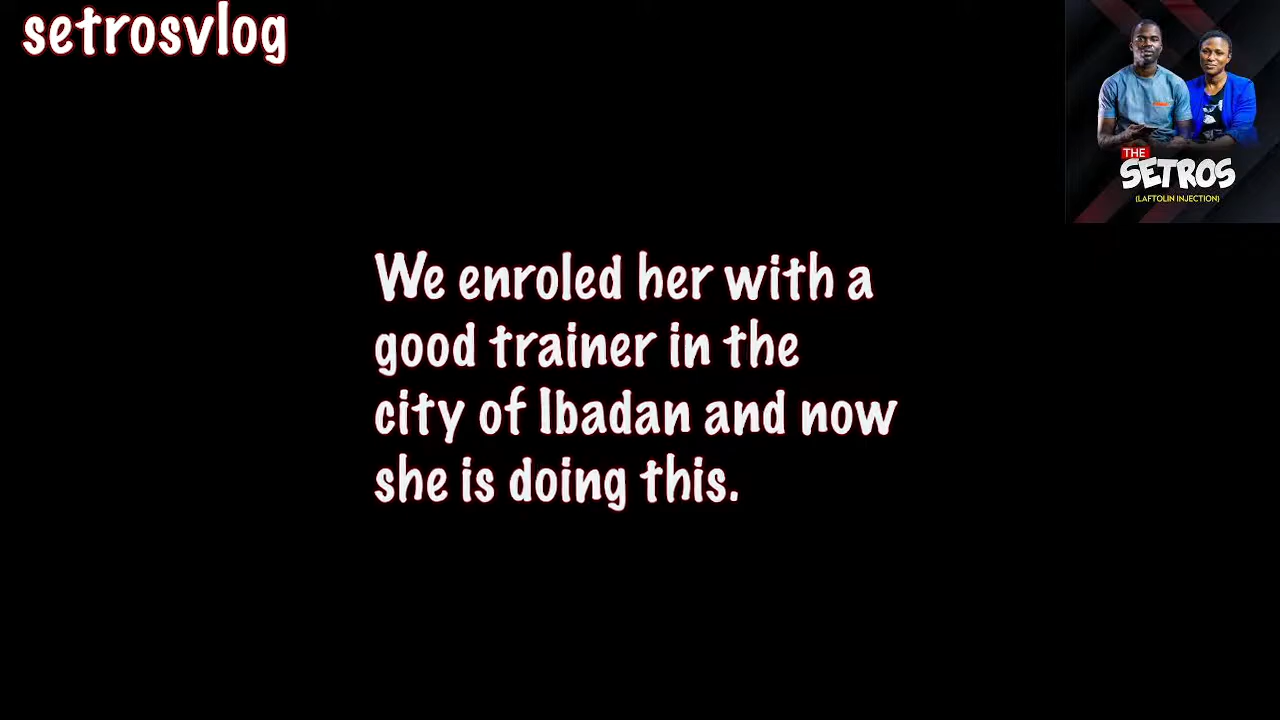 setrosvlog
THE
SETROS
(LAFTOLIN INJECTION)
We enroled her with a
good trainer in the
city of Ibadan and now
she is doing this.